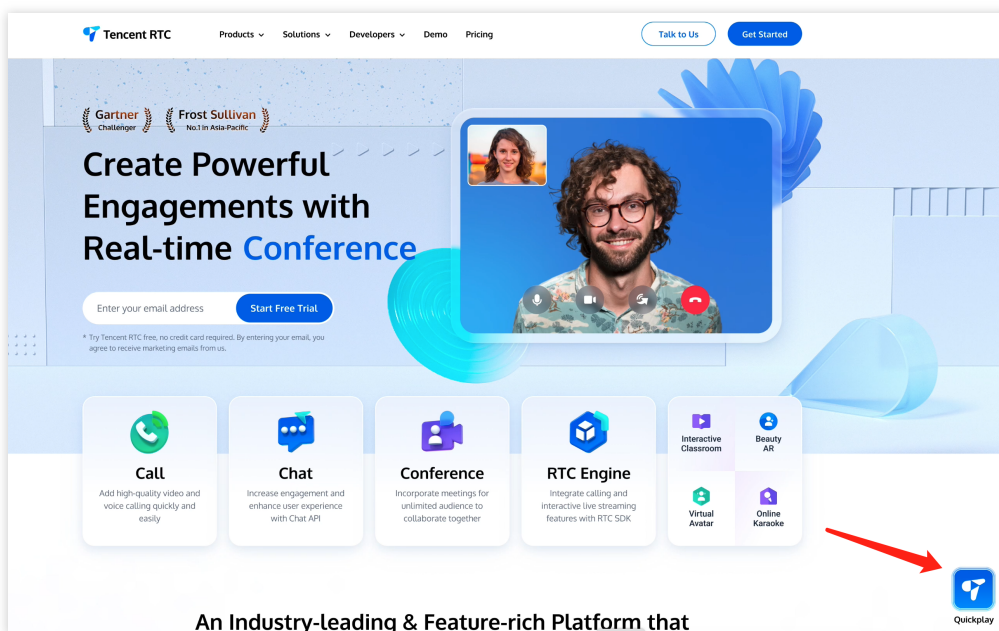 Tencent RTC
Products
Solutions
Developers
Demo
Pricing
Talk to Us
Get Started
Gartner
Challenger
Frost Sullivan
No.1 in Asia-Pacific
Create Powerful
Engagements with
Real-time Conference
Enter your email address
Start Free Trial
* Try Tencent RTC free, no credit card required. By entering your email, you
agree to receive marketing emails from us.
Call
Add high-quality video and
voice calling quickly and
easily
Chat
Increase engagement and
enhance user experience
with Chat API
Conference
Incorporate meetings for
unlimited audience to
collaborate together
RTC Engine
Integrate calling and
interactive live streaming
features with RTC SDK
Interactive
Classroom
Beauty
AR
Virtual
Avatar
Online
Karaoke
Quickplay
An Industry-leading & Feature-rich Platform that